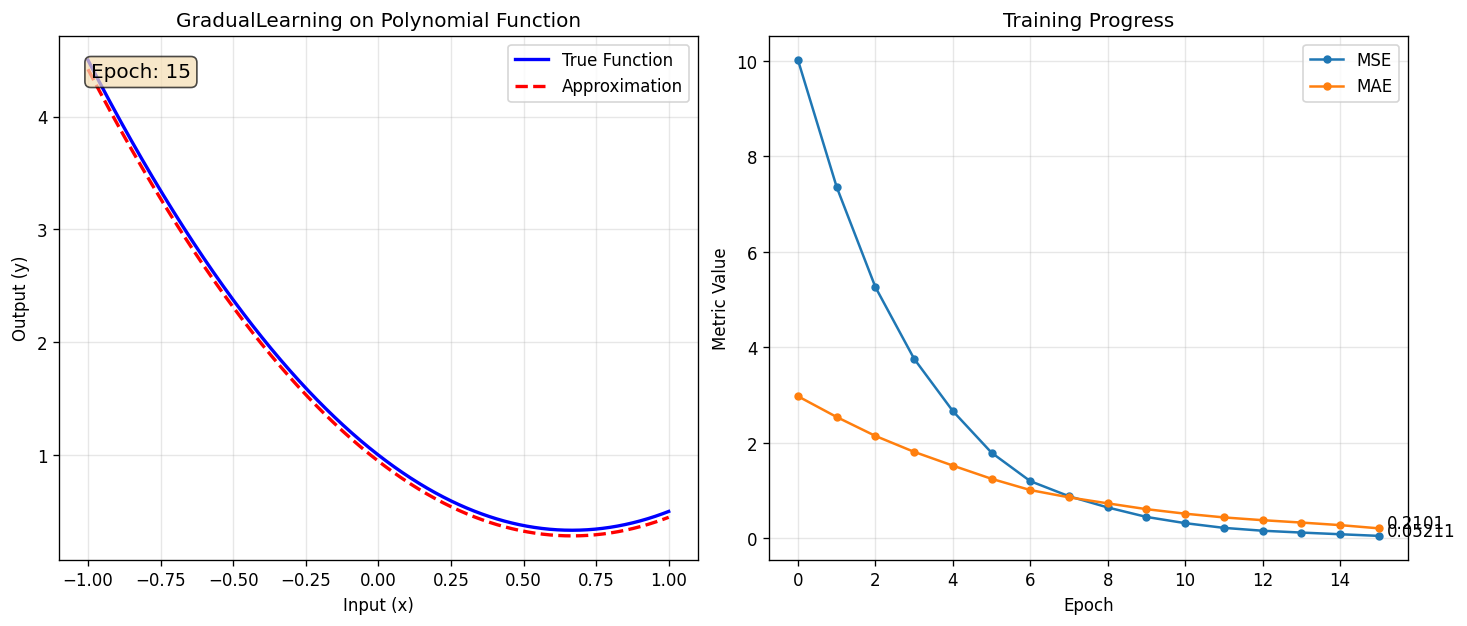 GradualLearning on Polynomial Function
Epoch: 15
True Function
Approximation
4
3
2
1
Output (y)
−1.00 −0.75 −0.50 −0.25 0.00 0.25 0.50 0.75 1.00
Input (x)
Training Progress
MSE
MAE
10
8
6
4
2
0
Metric Value
0.2101
0.05211
0 2 4 6 8 10 12 14
Epoch